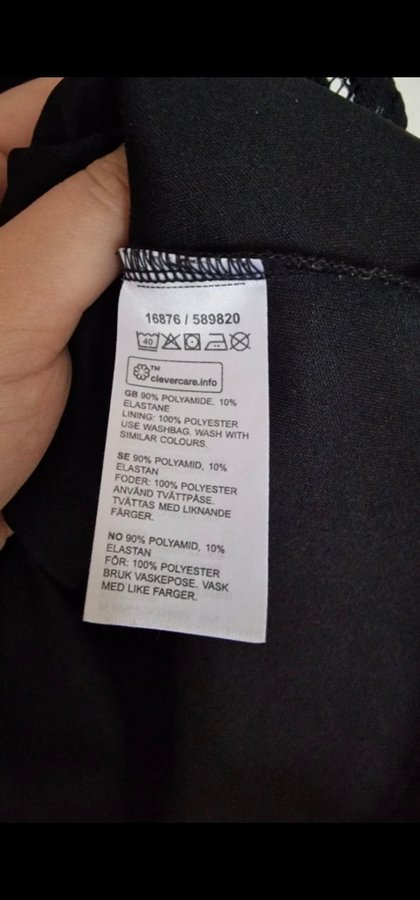 16876 / 589820
40
TM
clevercare.info
GB 90% POLYAMIDE, 10%
ELASTANE
LINING: 100% POLYESTER
USE WASHBAG. WASH WITH
SIMILAR COLOURS.
SE 90% POLYAMID, 10%
ELASTAN
FODER: 100% POLYESTER
ANVÄND TVÄTTPÅSE.
TVÄTTAS MED LIKNANDE
FÄRGER.
NO 90% POLYAMID, 10%
ELASTAN
FÔR: 100% POLYESTER
BRUK VASKEPOSE. VASK
MED LIKE FARGER.